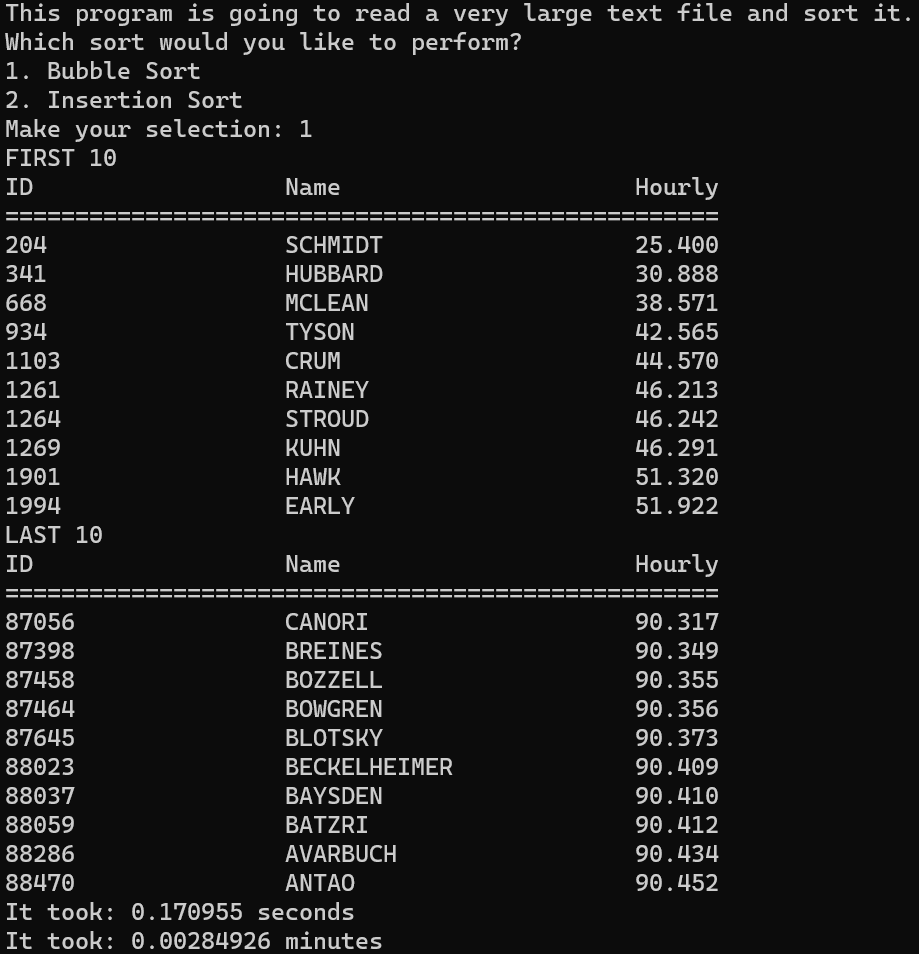 This program is going to read a very large text file and sort it.
Which sort would you like to perform?
1. Bubble Sort
2. Insertion Sort
Make your selection: 1
FIRST 10
ID                  Name                     Hourly
===================================================
204                 SCHMIDT                  25.400
341                 HUBBARD                  30.888
668                 MCLEAN                   38.571
934                 TYSON                    42.565
1103                CRUM                     44.570
1261                RAINEY                   46.213
1264                STROUD                   46.242
1269                KUHN                     46.291
1901                HAWK                     51.320
1994                EARLY                    51.922
LAST 10
ID                  Name                     Hourly
===================================================
87056               CANORI                   90.317
87398               BREINES                  90.349
87458               BOZZELL                  90.355
87464               BOWGREN                  90.356
87645               BLOTSKY                  90.373
88023               BECKELHEIMER             90.409
88037               BAYSDEN                  90.410
88059               BATZRI                   90.412
88286               AVARBUCH                 90.434
88470               ANTAO                    90.452
It took: 0.170955 seconds
It took: 0.00284926 minutes